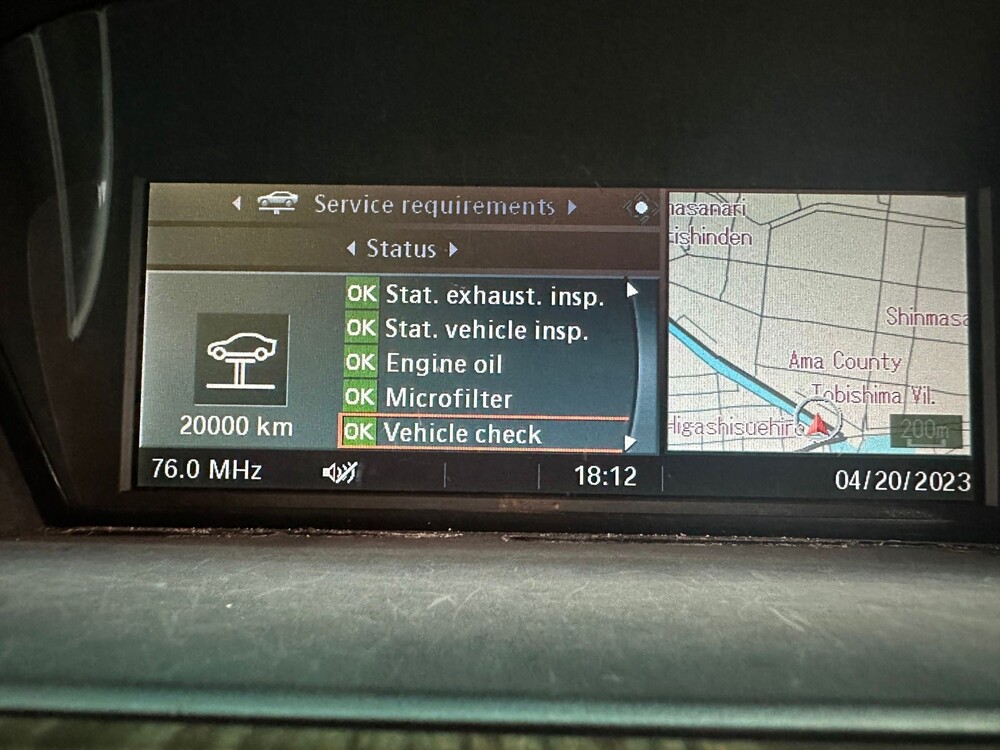 Service requirements
Status
OK Stat. exhaust. insp.
OK Stat. vehicle insp.
OK Engine oil
OK Microfilter
OK Vehicle check
20000 km
76.0 MHz
18:12
nasanari
ishinden
Shinmasa
Ama County
Tobishima Vil.
Higashisuehiro
200m
04/20/2023